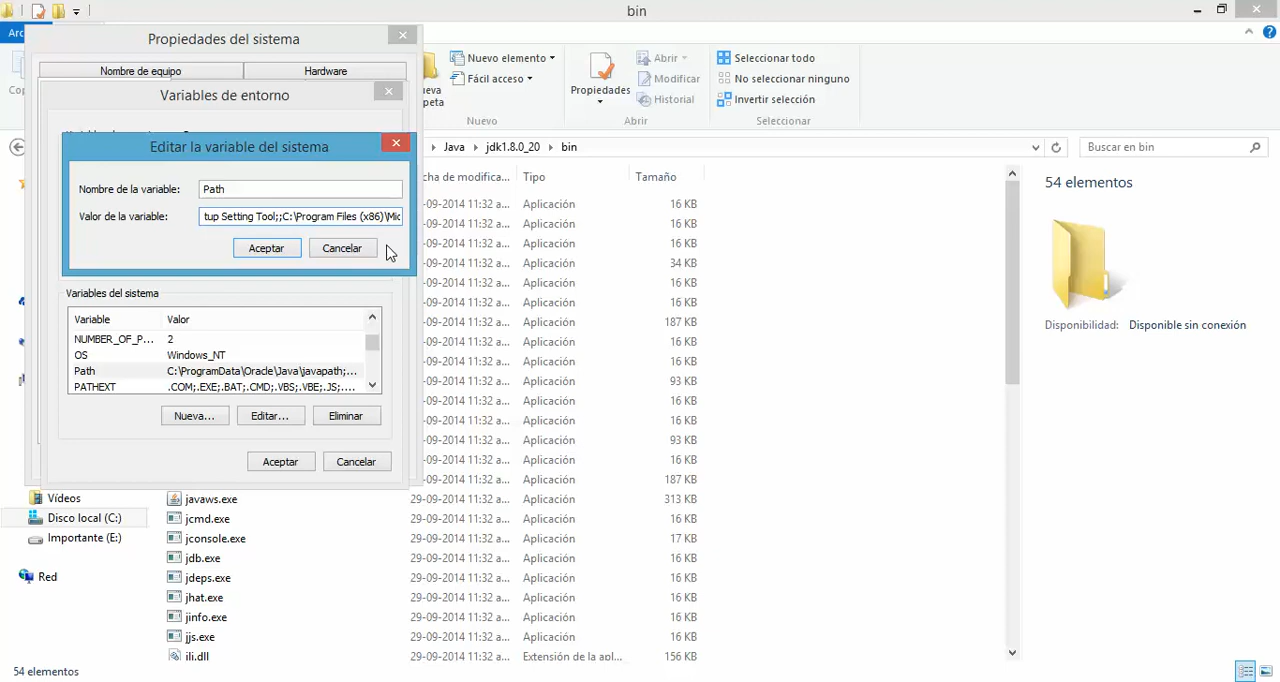 bin
Arc
Propiedades del sistema
Nombre de equipo
Hardware
Variables de entorno
Editar la variable del sistema
Nombre de la variable:
Path
Valor de la variable:
tup Setting Tool;;C:\Program Files (x86)\Mic
Aceptar
Cancelar
Variables del sistema
Variable Valor
NUMBER_OF_P... 2
OS Windows_NT
Path C:\ProgramData\Oracle\Java\javapath;...
PATHEXT .COM;.EXE;.BAT;.CMD;.VBS;.VBE;.JS;....
Nueva...
Editar...
Eliminar
Aceptar
Cancelar
Nuevo elemento
Fácil acceso
Nuevo
Propiedades
Abrir
Modificar
Historial
Abrir
Seleccionar todo
No seleccionar ninguno
Invertir selección
Seleccionar
Java
jdk1.8.0_20
bin
Buscar en bin
cha de modifica... Tipo Tamaño
29-09-2014 11:32 a... Aplicación 16 KB
29-09-2014 11:32 a... Aplicación 16 KB
29-09-2014 11:32 a... Aplicación 16 KB
29-09-2014 11:32 a... Aplicación 34 KB
29-09-2014 11:32 a... Aplicación 16 KB
29-09-2014 11:32 a... Aplicación 16 KB
29-09-2014 11:32 a... Aplicación 187 KB
29-09-2014 11:32 a... Aplicación 16 KB
29-09-2014 11:32 a... Aplicación 16 KB
29-09-2014 11:32 a... Aplicación 93 KB
29-09-2014 11:32 a... Aplicación 16 KB
29-09-2014 11:32 a... Aplicación 16 KB
29-09-2014 11:32 a... Aplicación 93 KB
29-09-2014 11:32 a... Aplicación 16 KB
29-09-2014 11:32 a... Aplicación 187 KB
javaws.exe 29-09-2014 11:32 a... Aplicación 313 KB
jcmd.exe 29-09-2014 11:32 a... Aplicación 16 KB
jconsole.exe 29-09-2014 11:32 a... Aplicación 17 KB
jdb.exe 29-09-2014 11:32 a... Aplicación 16 KB
jdeps.exe 29-09-2014 11:32 a... Aplicación 16 KB
jhat.exe 29-09-2014 11:32 a... Aplicación 16 KB
jinfo.exe 29-09-2014 11:32 a... Aplicación 16 KB
jjs.exe 29-09-2014 11:32 a... Aplicación 16 KB
jli.dll 29-09-2014 11:32 a... Extensión de la apl... 156 KB
Vídeos
Disco local (C:)
Importante (E:)
Red
54 elementos
Disponibilidad: Disponible sin conexión
54 elementos